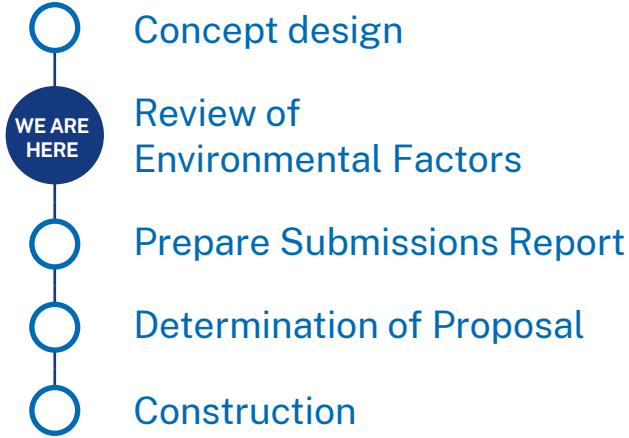 Concept design
WE ARE
HERE
Review of
Environmental Factors
Prepare Submissions Report
Determination of Proposal
Construction